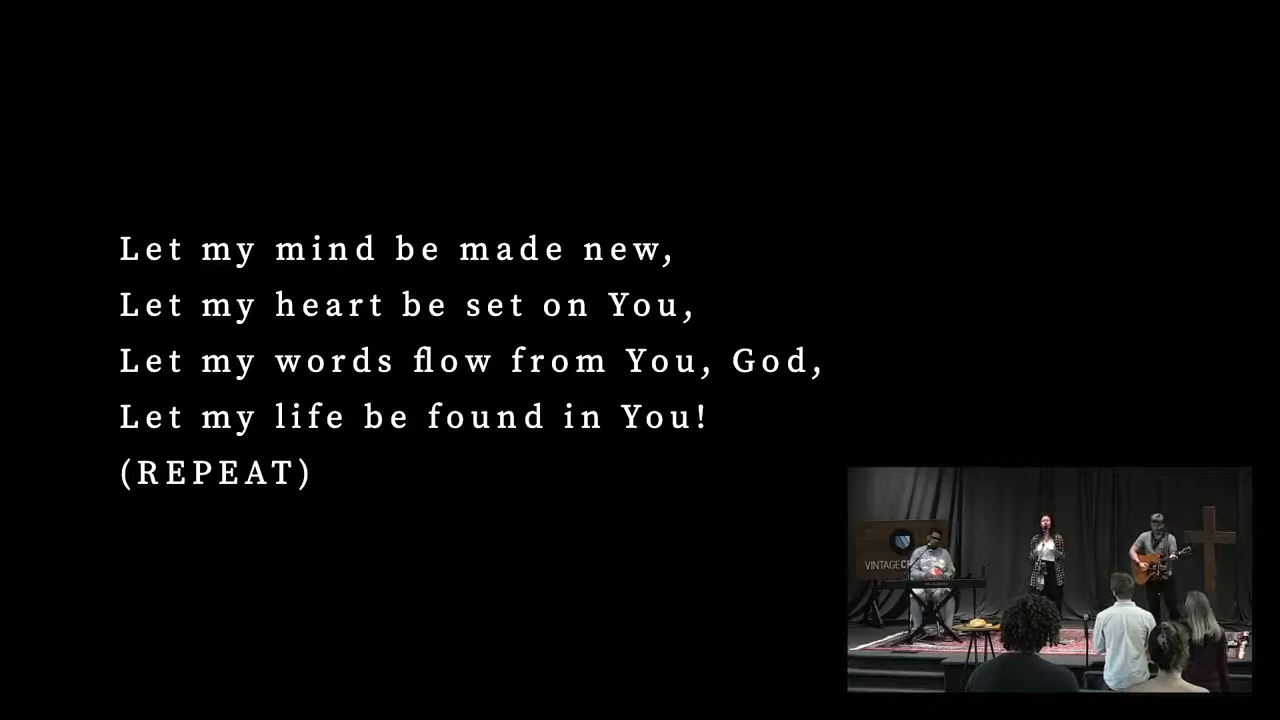 Let my mind be made new,
Let my heart be set on You,
Let my words flow from You, God,
Let my life be found in You!
(REPEAT)